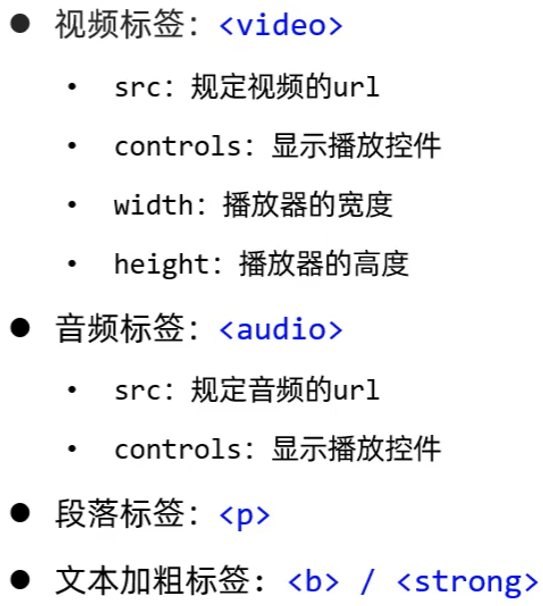 ● 视频标签：<video>
• src：规定视频的url
• controls：显示播放控件
• width：播放器的宽度
• height：播放器的高度
● 音频标签：<audio>
• src：规定音频的url
• controls：显示播放控件
● 段落标签：<p>
● 文本加粗标签：<b> / <strong>